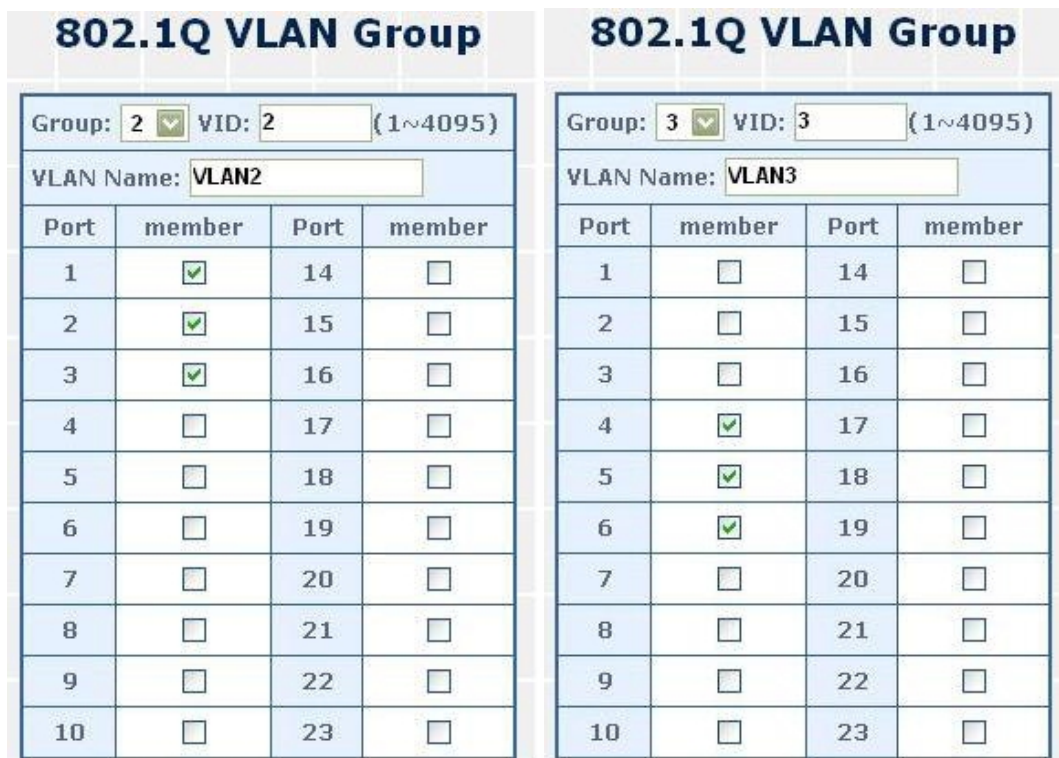 802.1Q VLAN Group
Group: 2 VID: 2 (1~4095)
VLAN Name: VLAN2
Port member Port member
1 14
2 15
3 16
4 17
5 18
6 19
7 20
8 21
9 22
10 23
802.1Q VLAN Group
Group: 3 VID: 3 (1~4095)
VLAN Name: VLAN3
Port member Port member
1 14
2 15
3 16
4 17
5 18
6 19
7 20
8 21
9 22
10 23